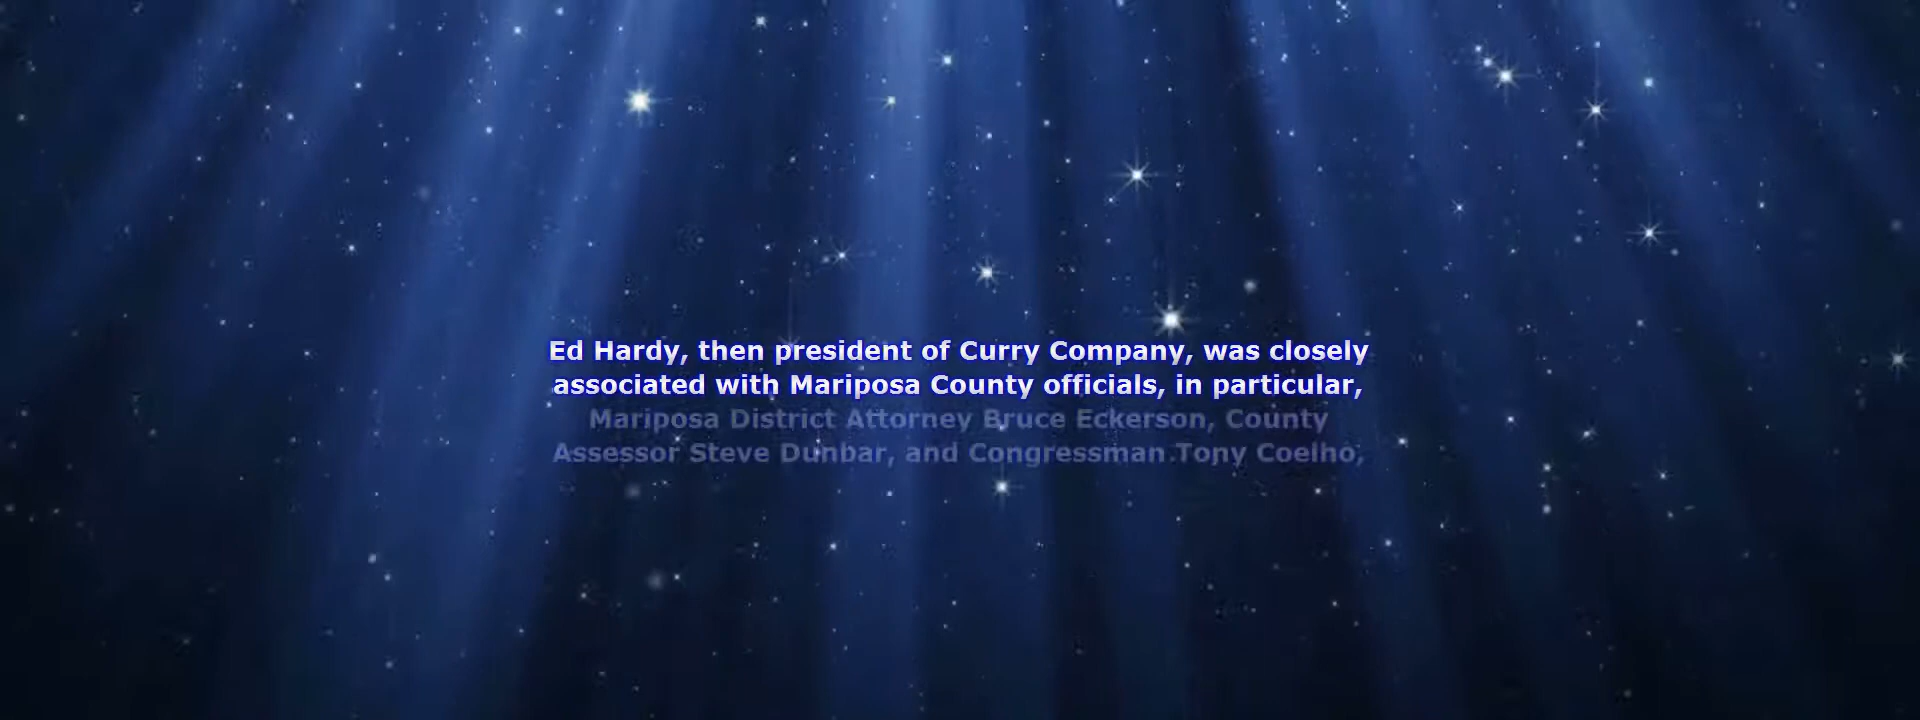 Ed Hardy, then president of Curry Company, was closely
associated with Mariposa County officials, in particular,
Mariposa District Attorney Bruce Eckerson, County
Assessor Steve Dunbar, and Congressman Tony Coelho,